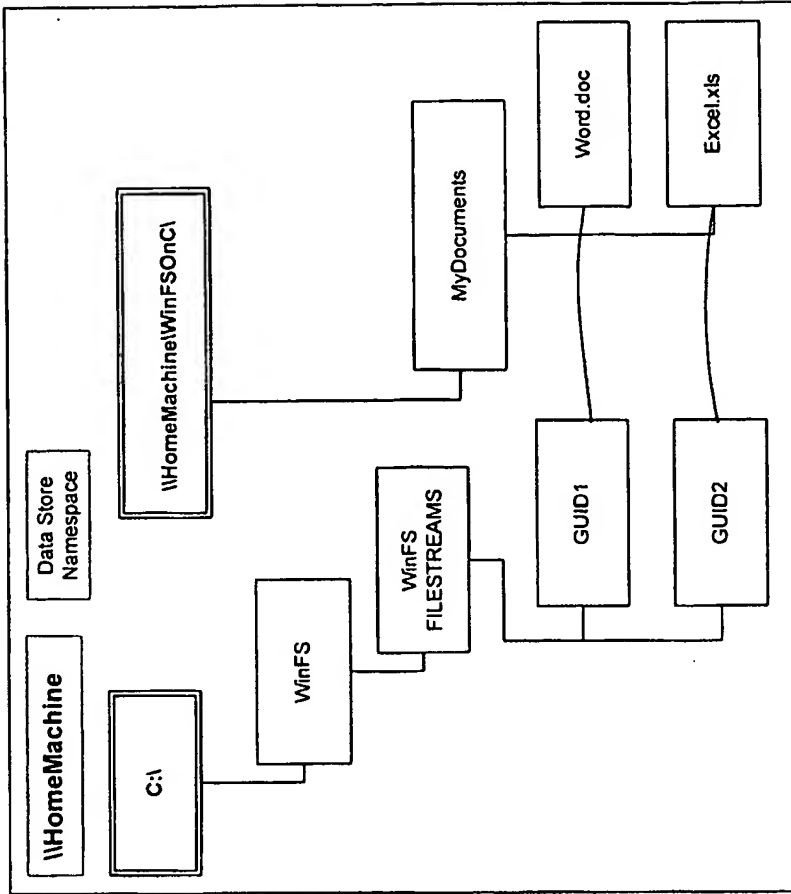 \\HomeMachine
Data Store
Namespace
C:\
\\HomeMachine\WinFSOnC\
WinFS
WinFS
FILESTREAMS
MyDocuments
GUID1
Word.doc
GUID2
Excel.xls